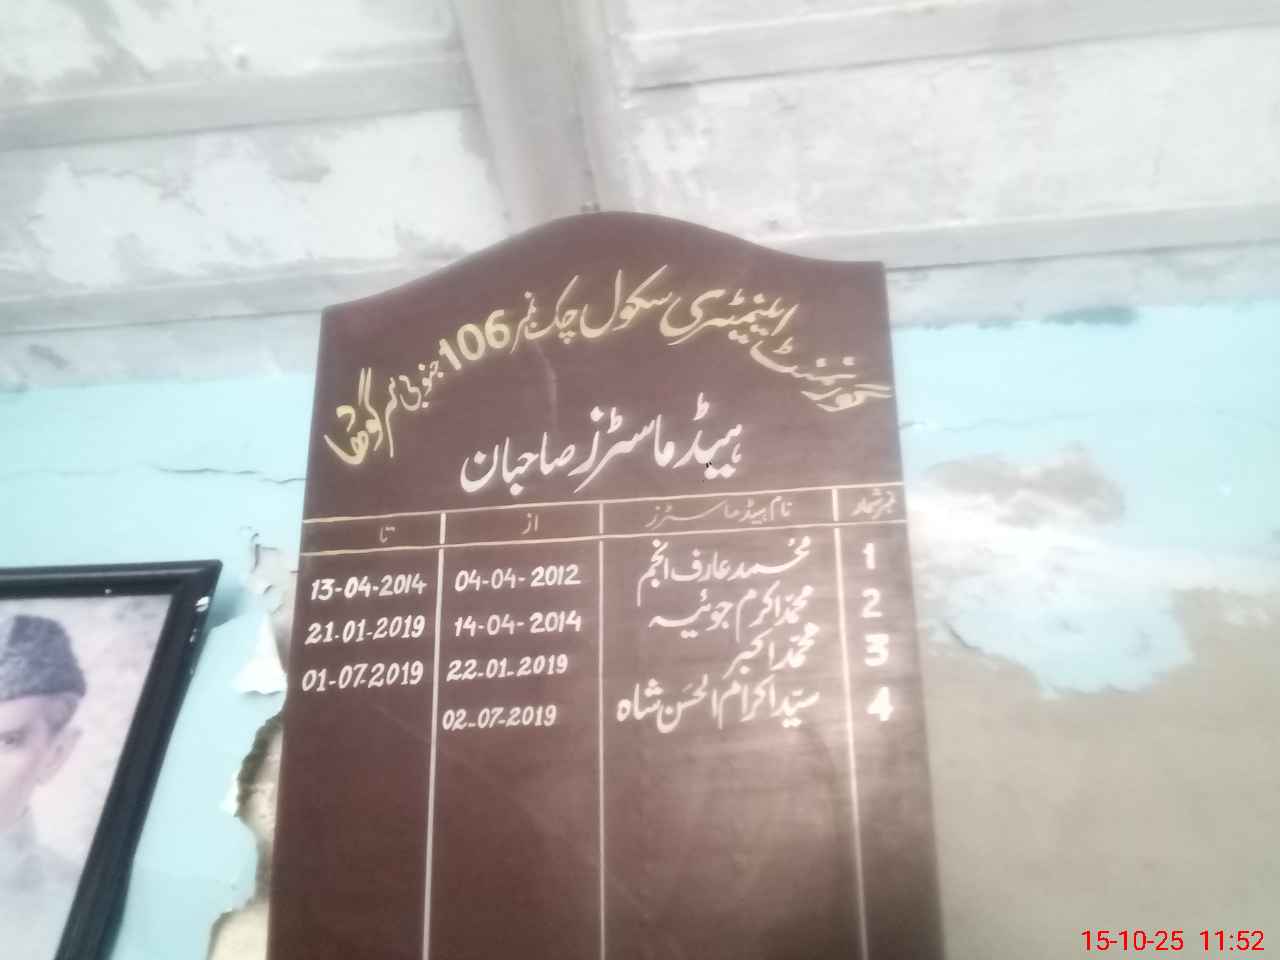 گورنمنٹ ایلیمنٹری سکول چک نمبر 106 جنوبی سرگودھا
ہیڈ ماسٹرز صاحبان
نمبر شمار نام ہیڈ ماسٹرز از تا
1 محمد عارف انجم 04-04-2012 13-04-2014
2 محمد اکرم جوئیہ 14-04-2014 21-01-2019
3 محمد اکبر 22-01-2019 01-07-2019
4 سید اکرام الحسن شاہ 02-07-2019
15-10-25 11:52